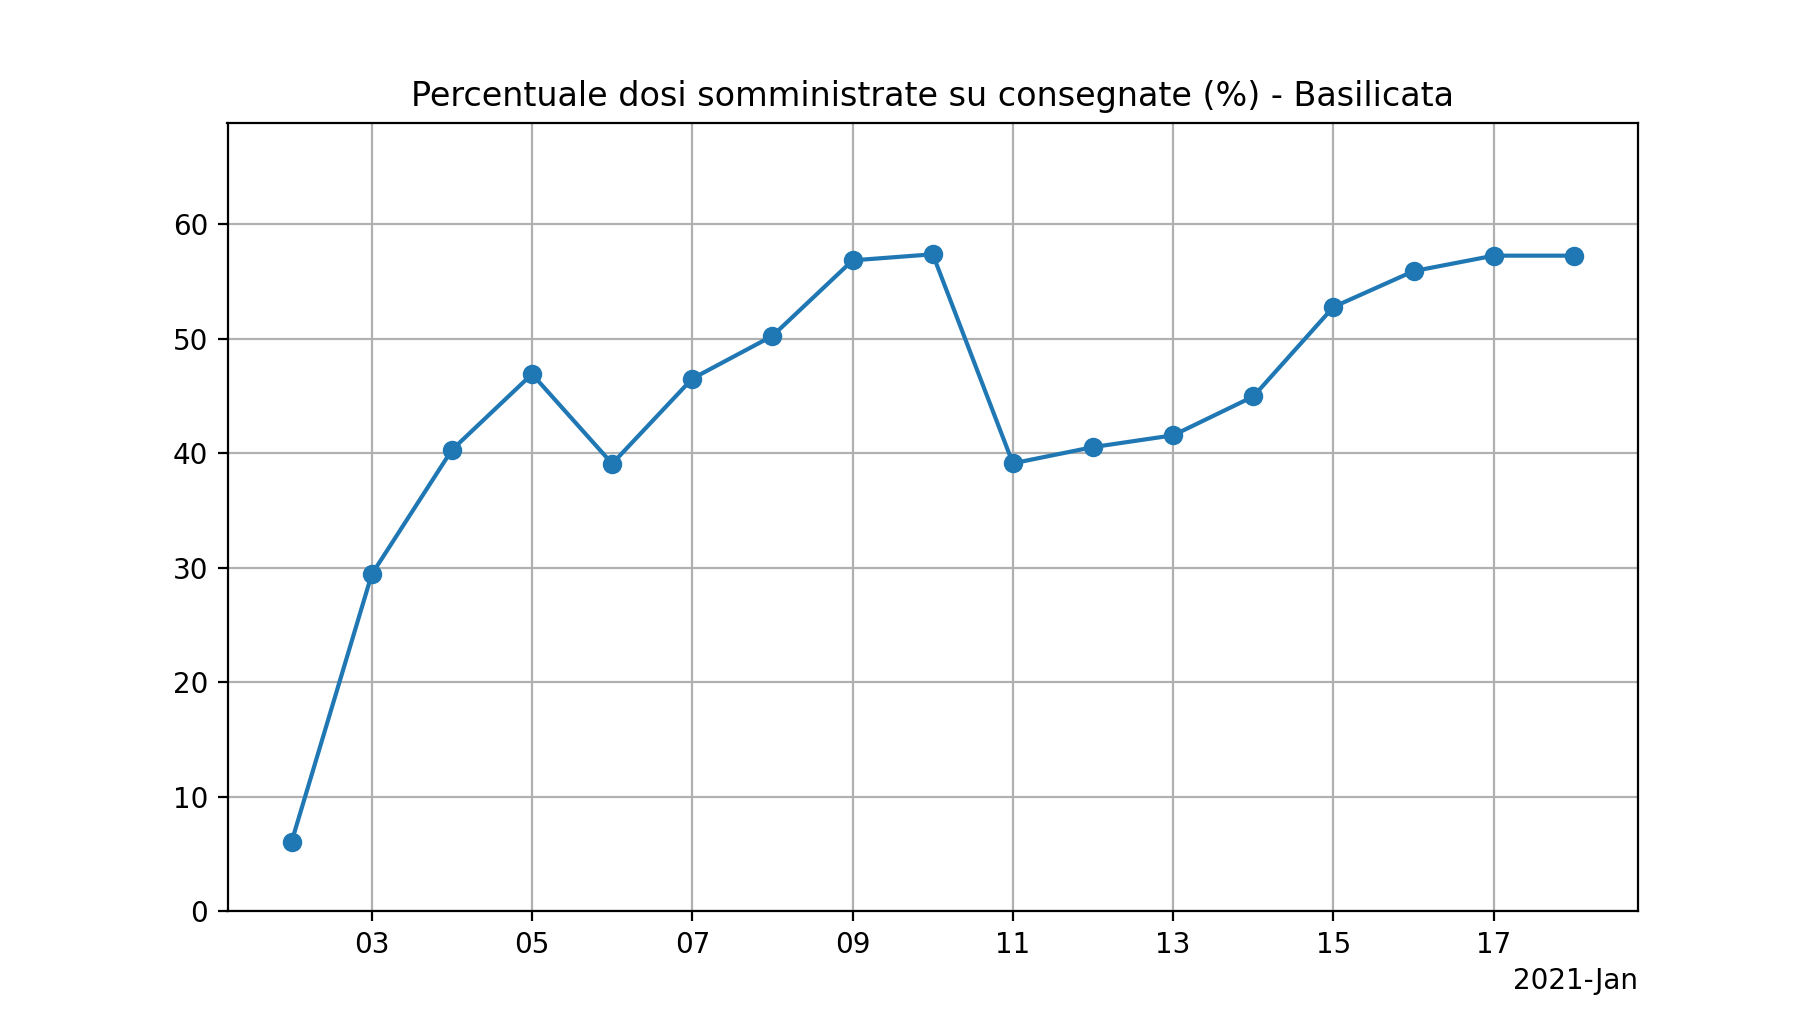 Percentuale dosi somministrate su consegnate (%) - Basilicata
60
50
40
30
20
10
0
03 05 07 09 11 13 15 17
2021-Jan